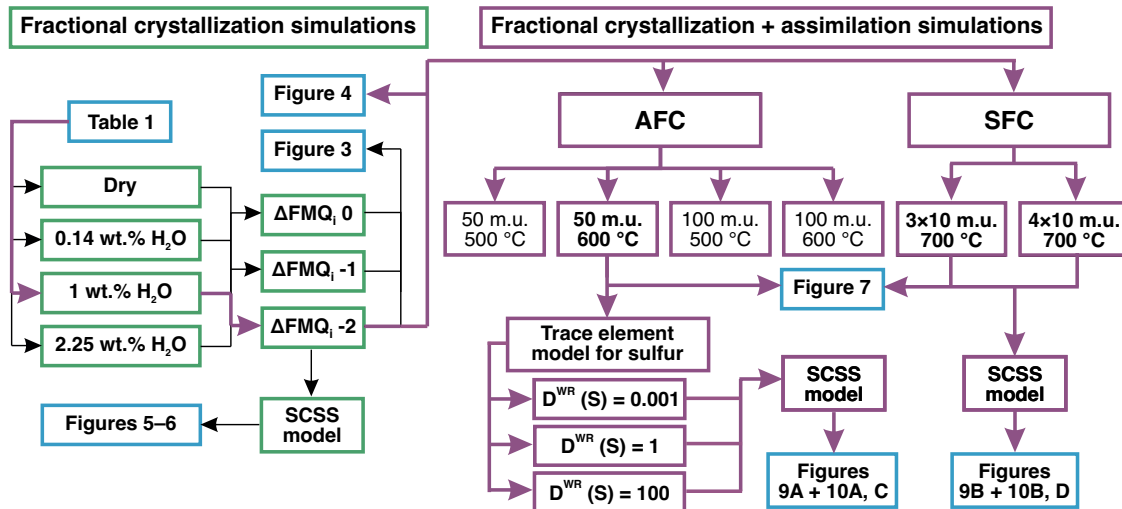 Fractional crystallization simulations
Fractional crystallization + assimilation simulations
Figure 4
Table 1
Figure 3
Dry
0.14 wt.% H₂O
1 wt.% H₂O
2.25 wt.% H₂O
ΔFMQᵢ 0
ΔFMQᵢ -1
ΔFMQᵢ -2
SCSS
model
Figures 5–6
AFC
SFC
50 m.u.
500 °C
50 m.u.
600 °C
100 m.u.
500 °C
100 m.u.
600 °C
3×10 m.u.
700 °C
4×10 m.u.
700 °C
Figure 7
Trace element
model for sulfur
D^WR (S) = 0.001
D^WR (S) = 1
D^WR (S) = 100
SCSS
model
SCSS
model
Figures
9A + 10A, C
Figures
9B + 10B, D